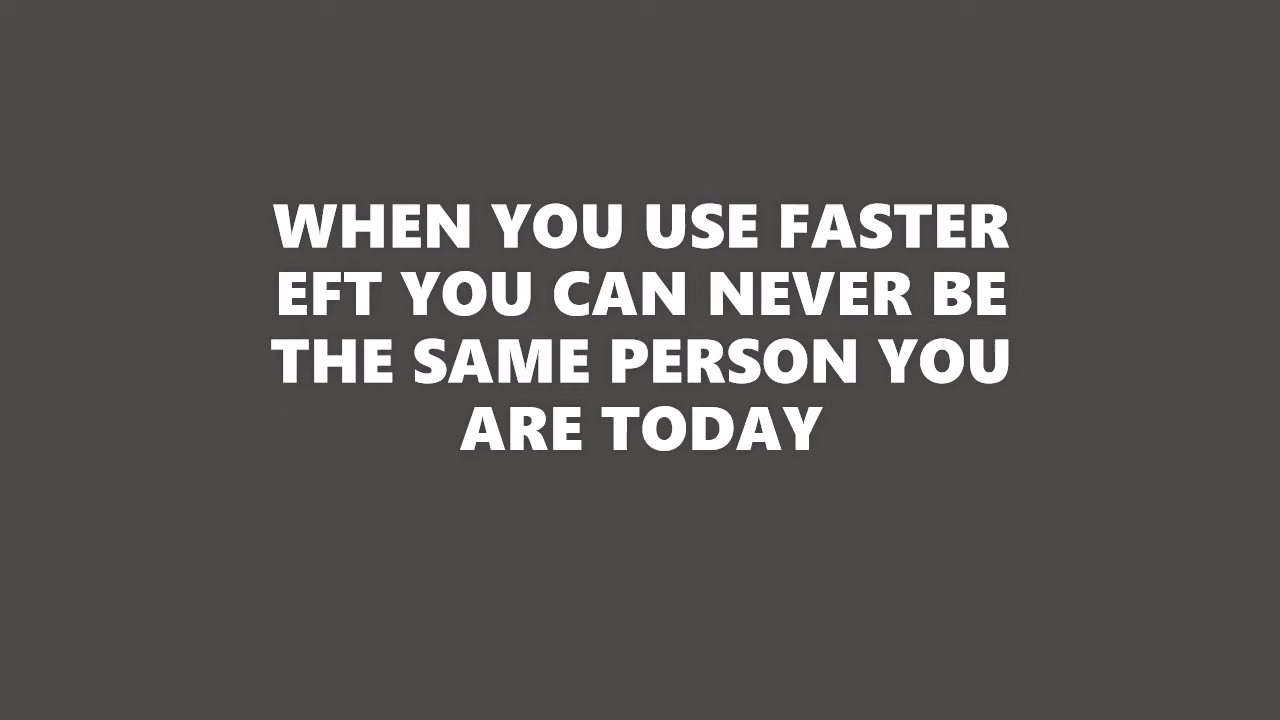 WHEN YOU USE FASTER
EFT YOU CAN NEVER BE
THE SAME PERSON YOU
ARE TODAY